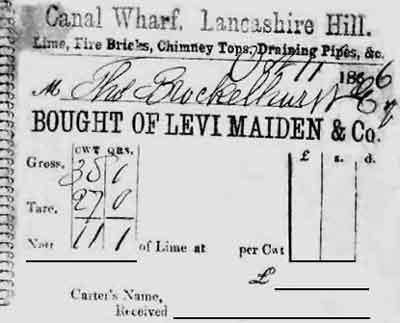 Canal Wharf, Lancashire Hill.
Lime, Fire Bricks, Chimney Tops, Draining Pipes, &c.
Oct 11 1866
M Thos Brocklehurst
BOUGHT OF LEVI MAIDEN & Co.
CWT QRS. £ s. d.
Gross. 38 1
Tare. 27 0
Nett 11 1 of Lime at per Cwt
£
Carter's Name,
Received